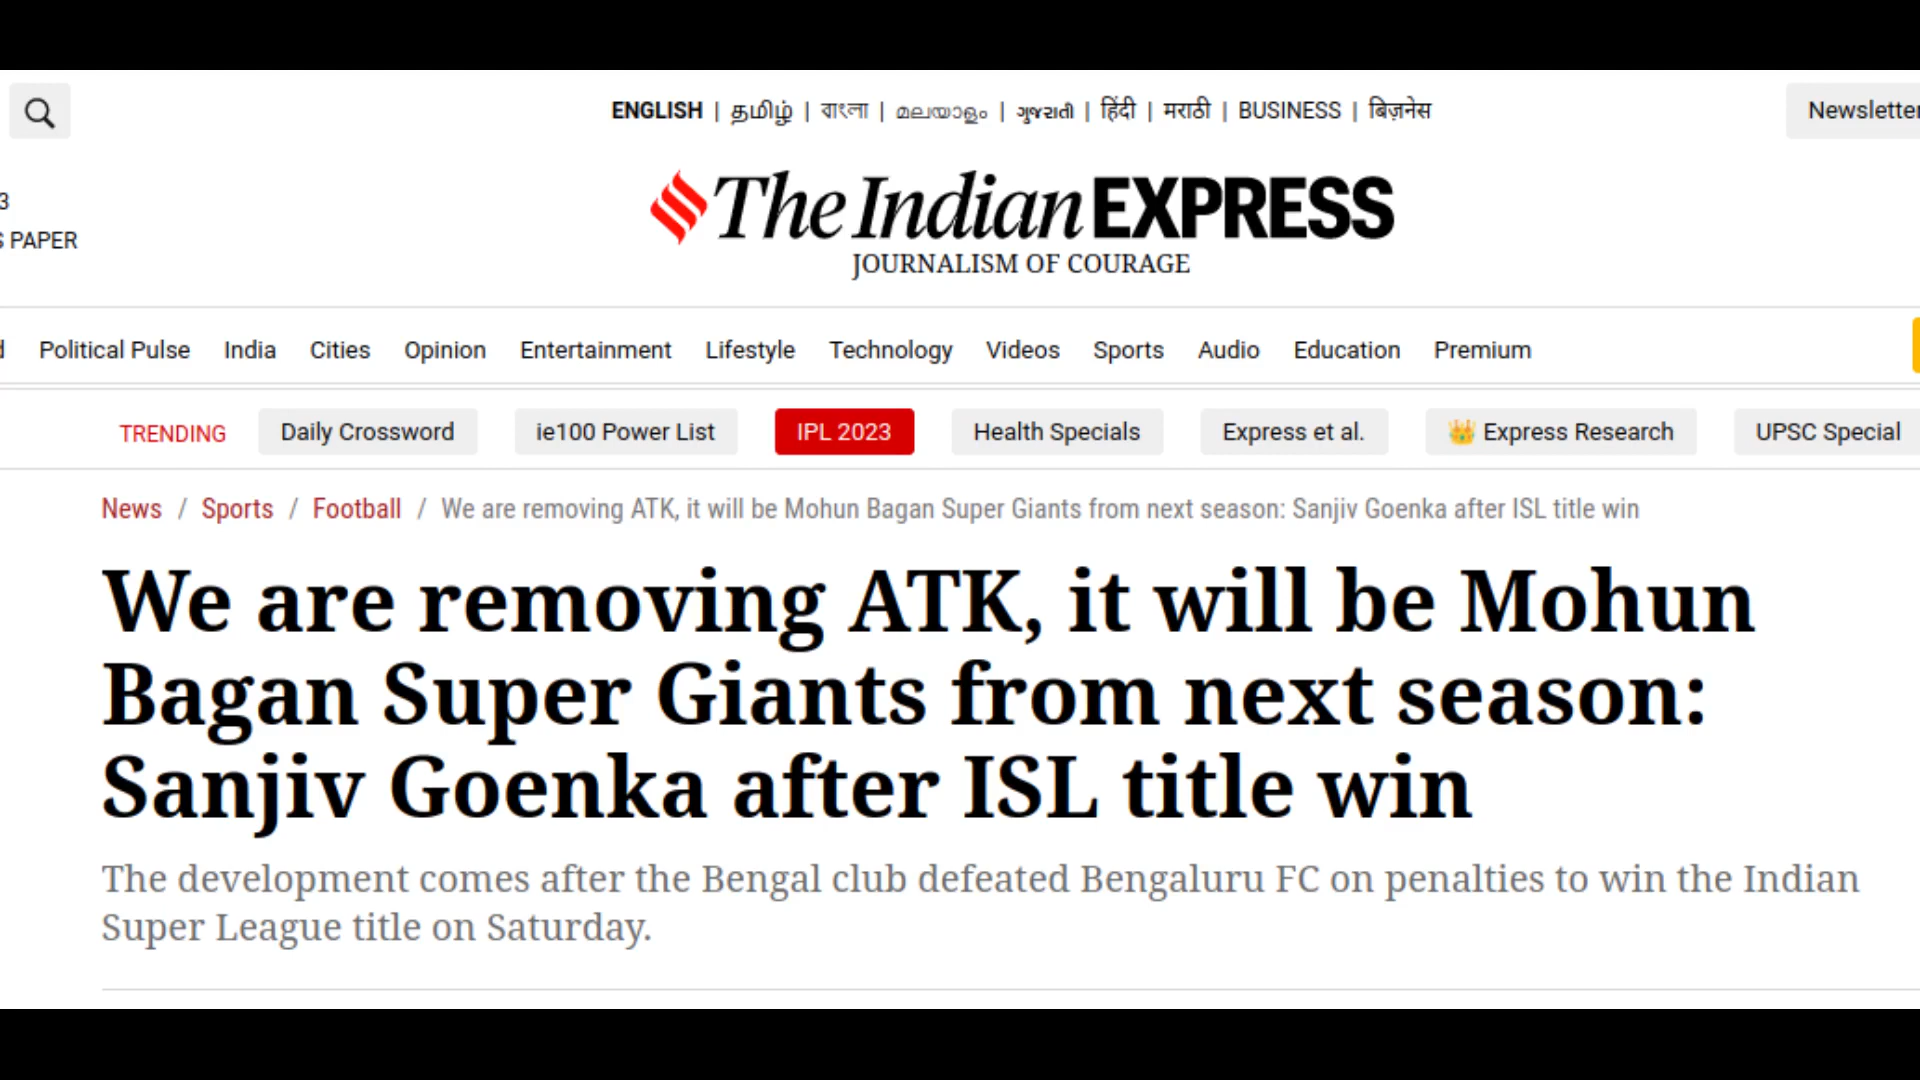 ENGLISH | தமிழ் | বাংলা | മലയാളം | ગુજરાતી | हिंदी | मराठी | BUSINESS | बिज़नेस
Newsletter
3
PAPER
The Indian EXPRESS
JOURNALISM OF COURAGE
Political Pulse India Cities Opinion Entertainment Lifestyle Technology Videos Sports Audio Education Premium
TRENDING Daily Crossword ie100 Power List IPL 2023 Health Specials Express et al. 👑 Express Research UPSC Special
News / Sports / Football / We are removing ATK, it will be Mohun Bagan Super Giants from next season: Sanjiv Goenka after ISL title win
We are removing ATK, it will be Mohun
Bagan Super Giants from next season:
Sanjiv Goenka after ISL title win
The development comes after the Bengal club defeated Bengaluru FC on penalties to win the Indian
Super League title on Saturday.